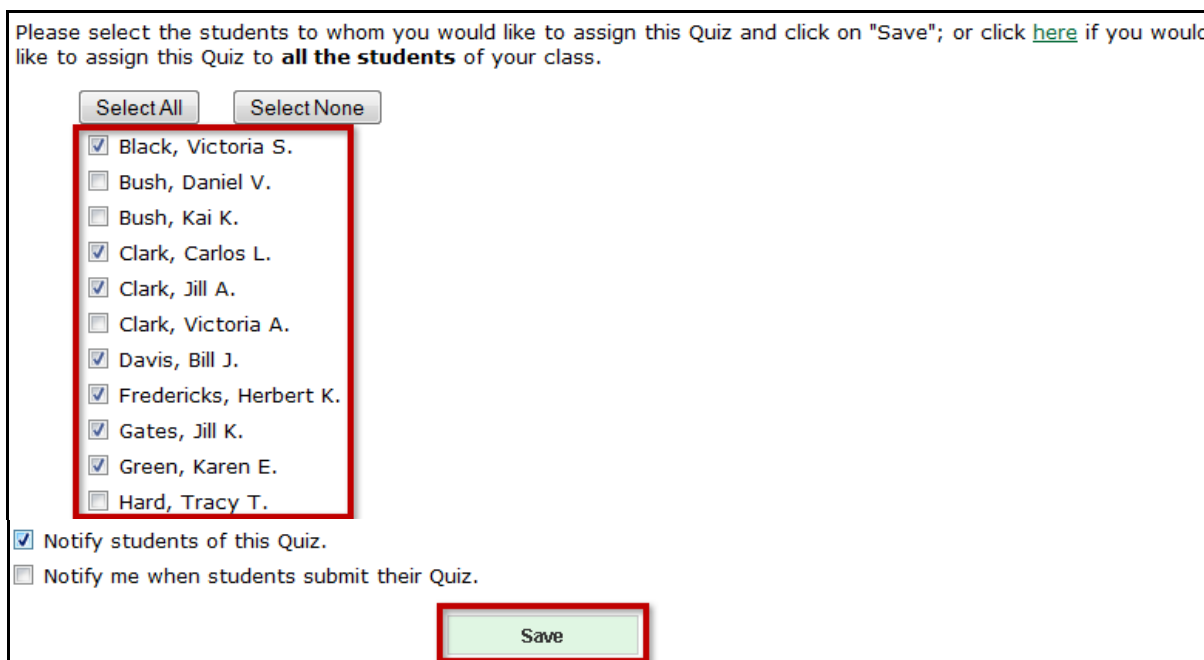 Please select the students to whom you would like to assign this Quiz and click on "Save"; or click here if you would
like to assign this Quiz to all the students of your class.
Select All Select None
Black, Victoria S.
Bush, Daniel V.
Bush, Kai K.
Clark, Carlos L.
Clark, Jill A.
Clark, Victoria A.
Davis, Bill J.
Fredericks, Herbert K.
Gates, Jill K.
Green, Karen E.
Hard, Tracy T.
Notify students of this Quiz.
Notify me when students submit their Quiz.
Save